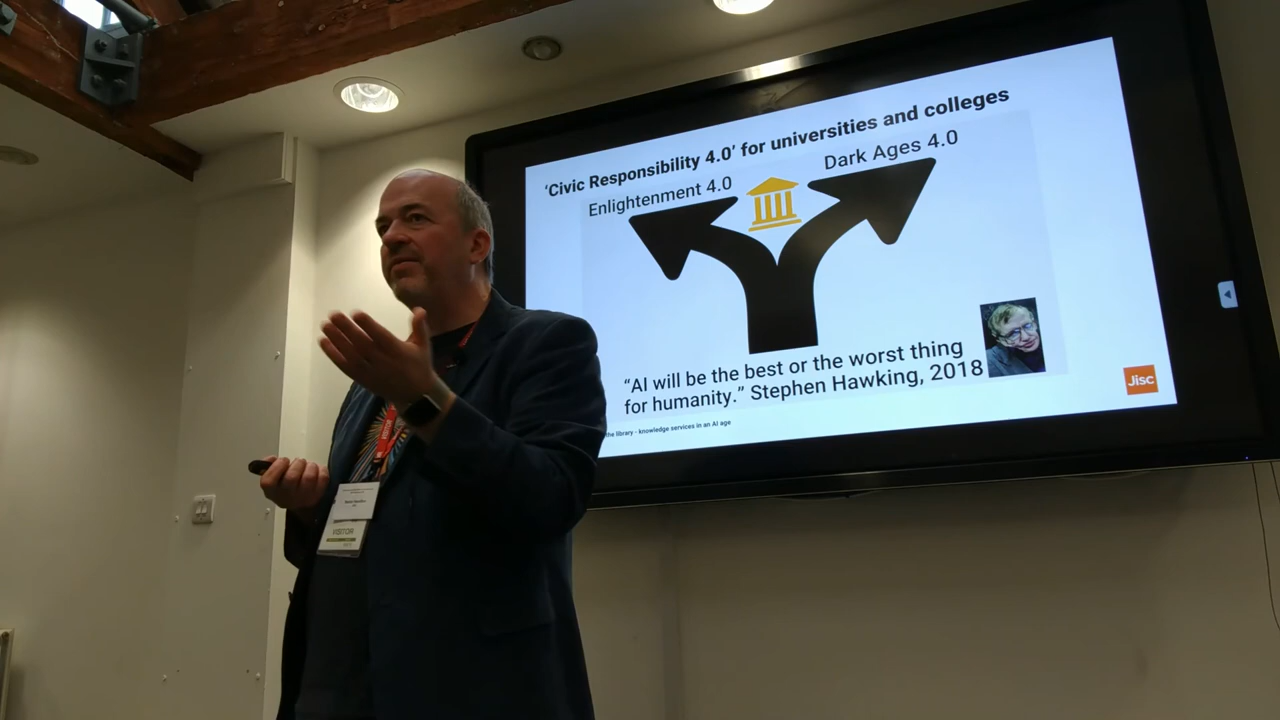 ‘Civic Responsibility 4.0’ for universities and colleges
Enlightenment 4.0
Dark Ages 4.0
“AI will be the best or the worst thing
for humanity.” Stephen Hawking, 2018
Jisc
the library - knowledge services in an AI age
VISITOR